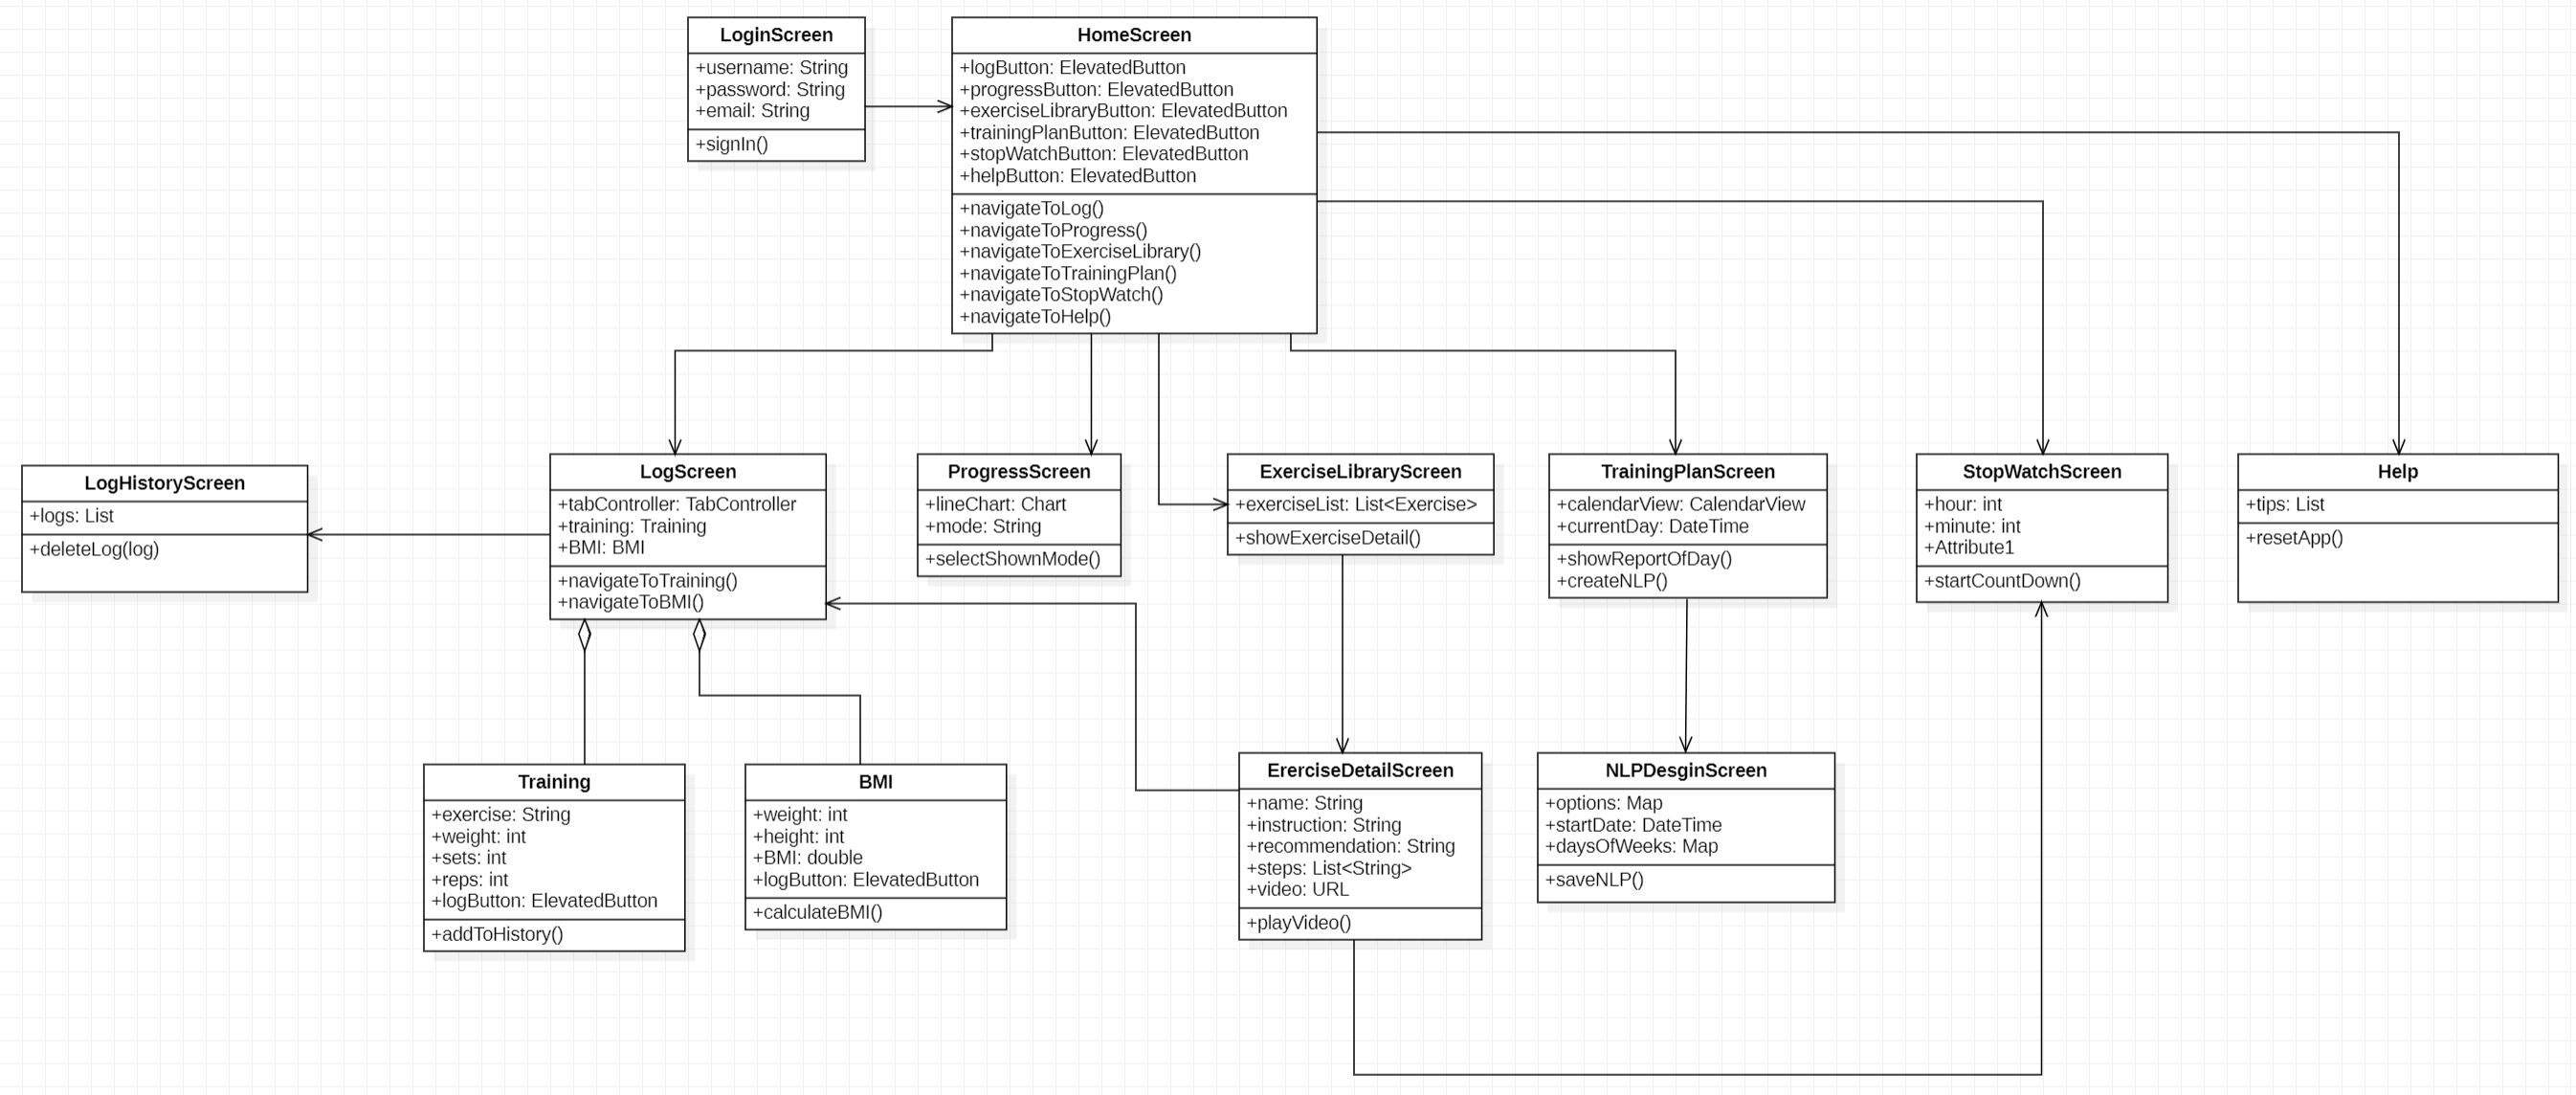 LoginScreen
+username: String
+password: String
+email: String
+signIn()
HomeScreen
+logButton: ElevatedButton
+progressButton: ElevatedButton
+exerciseLibraryButton: ElevatedButton
+trainingPlanButton: ElevatedButton
+stopWatchButton: ElevatedButton
+helpButton: ElevatedButton
+navigateToLog()
+navigateToProgress()
+navigateToExerciseLibrary()
+navigateToTrainingPlan()
+navigateToStopWatch()
+navigateToHelp()
LogHistoryScreen
+logs: List
+deleteLog(log)
LogScreen
+tabController: TabController
+training: Training
+BMI: BMI
+navigateToTraining()
+navigateToBMI()
ProgressScreen
+lineChart: Chart
+mode: String
+selectShownMode()
ExerciseLibraryScreen
+exerciseList: List<Exercise>
+showExerciseDetail()
TrainingPlanScreen
+calendarView: CalendarView
+currentDay: DateTime
+showReportOfDay()
+createNLP()
StopWatchScreen
+hour: int
+minute: int
+Attribute1
+startCountDown()
Help
+tips: List
+resetApp()
Training
+exercise: String
+weight: int
+sets: int
+reps: int
+logButton: ElevatedButton
+addToHistory()
BMI
+weight: int
+height: int
+BMI: double
+logButton: ElevatedButton
+calculateBMI()
ErerciseDetailScreen
+name: String
+instruction: String
+recommendation: String
+steps: List<String>
+video: URL
+playVideo()
NLPDesginScreen
+options: Map
+startDate: DateTime
+daysOfWeeks: Map
+saveNLP()